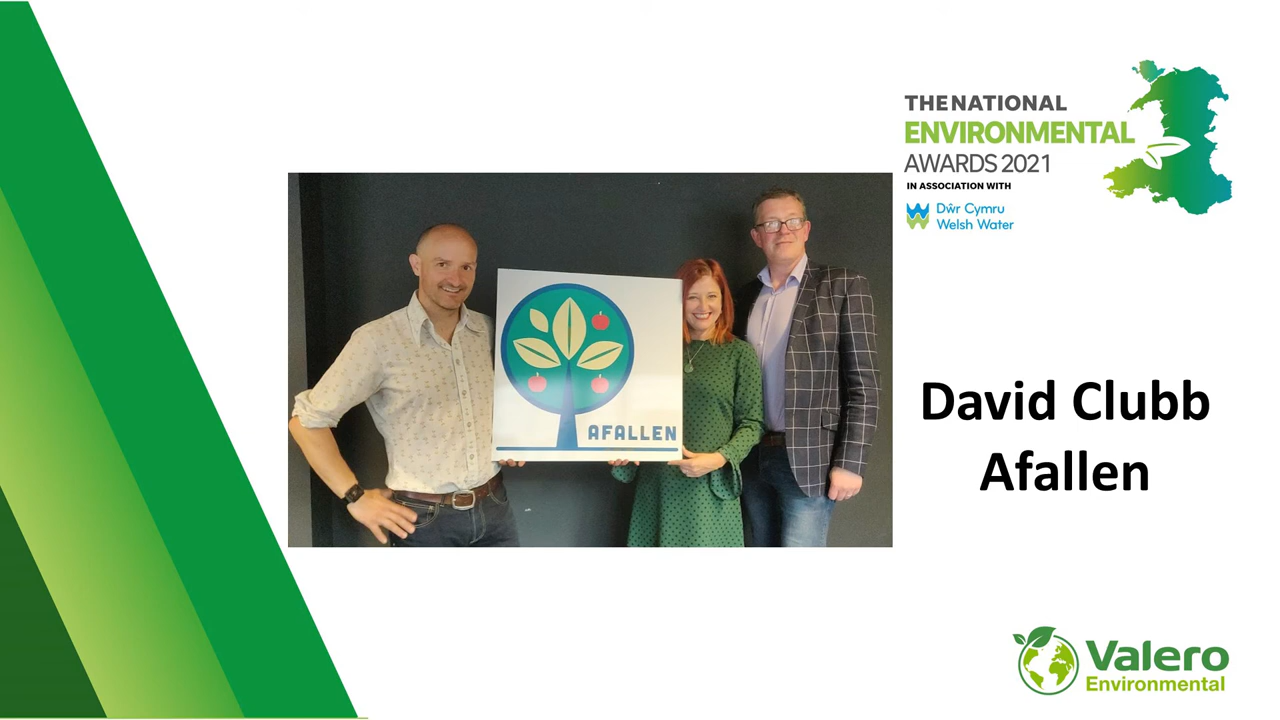 THE NATIONAL
ENVIRONMENTAL
AWARDS 2021
IN ASSOCIATION WITH
Dŵr Cymru
Welsh Water
AFALLEN
David Clubb
Afallen
Valero
Environmental